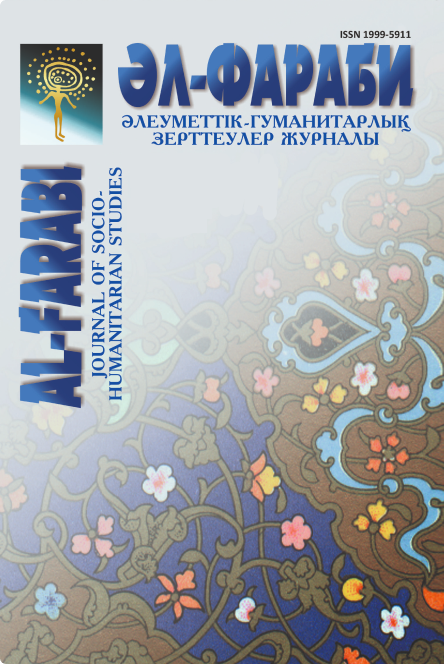 ISSN 1999-5911
ӘЛ-ФАРАБИ
ӘЛЕУМЕТТІК-ГУМАНИТАРЛЫҚ
ЗЕРТТЕУЛЕР ЖУРНАЛЫ
AL-FARABI
JOURNAL OF SOCIO-
HUMANITARIAN STUDIES